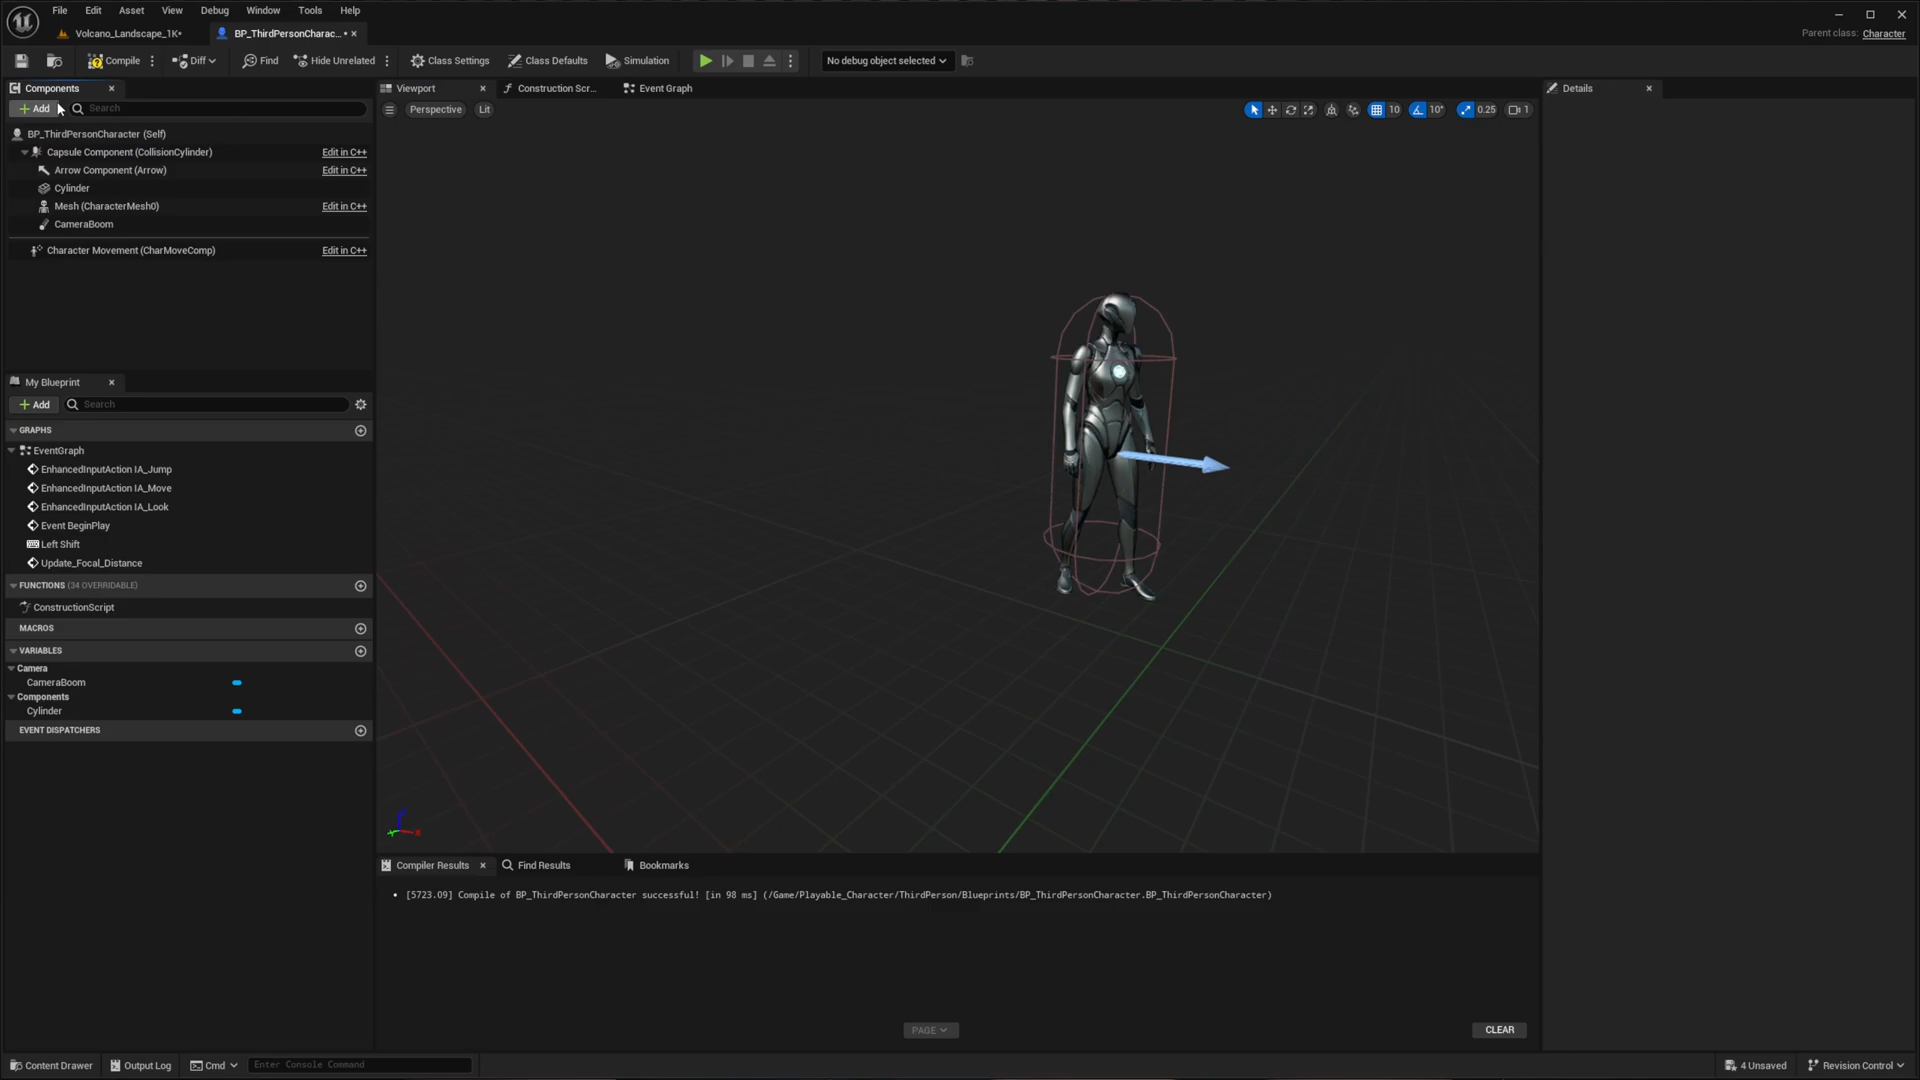 File Edit Asset View Debug Window Tools Help
Volcano_Landscape_1K*
BP_ThirdPersonCharac... •
Parent class: Character
Compile
Diff
Find
Hide Unrelated
Class Settings
Class Defaults
Simulation
No debug object selected
Components
Add
Search
BP_ThirdPersonCharacter (Self)
Capsule Component (CollisionCylinder) Edit in C++
Arrow Component (Arrow) Edit in C++
Cylinder
Mesh (CharacterMesh0) Edit in C++
CameraBoom
Character Movement (CharMoveComp) Edit in C++
My Blueprint
Add
Search
GRAPHS
EventGraph
EnhancedInputAction IA_Jump
EnhancedInputAction IA_Move
EnhancedInputAction IA_Look
Event BeginPlay
Left Shift
Update_Focal_Distance
FUNCTIONS (34 OVERRIDABLE)
ConstructionScript
MACROS
VARIABLES
Camera
CameraBoom
Components
Cylinder
EVENT DISPATCHERS
Viewport
Construction Scr...
Event Graph
Perspective
Lit
10
10°
0.25
1
Details
Compiler Results
Find Results
Bookmarks
[5723.09] Compile of BP_ThirdPersonCharacter successful! [in 98 ms] (/Game/Playable_Character/ThirdPerson/Blueprints/BP_ThirdPersonCharacter.BP_ThirdPersonCharacter)
PAGE
CLEAR
Content Drawer
Output Log
Cmd
Enter Console Command
4 Unsaved
Revision Control